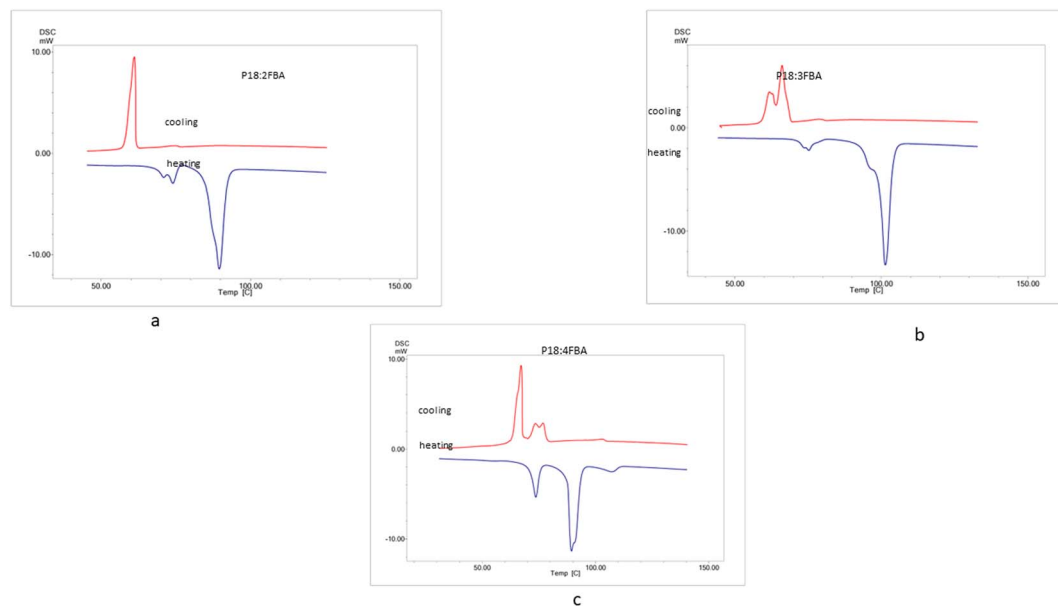 DSC
mW
10.00
P18:2FBA
cooling
0.00
heating
-10.00
50.00
100.00
150.00
Temp [C]
a
DSC
mW
P18:3FBA
cooling
0.00
heating
-10.00
50.00
100.00
150.00
Temp [C]
b
DSC
mW
P18:4FBA
10.00
cooling
heating
0.00
-10.00
50.00
100.00
150.00
Temp [C]
c